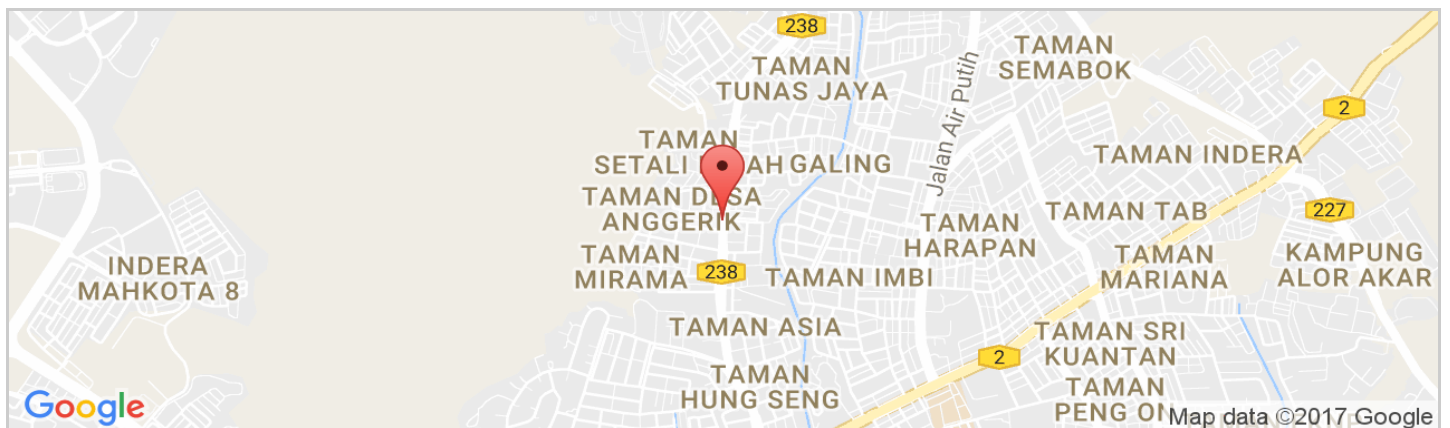 238
TAMAN
SEMABOK
TAMAN
TUNAS JAYA
Jalan Air Putih
2
TAMAN
SETALI
GALING
TAMAN INDERA
TAMAN DESA
ANGGERIK
TAMAN TAB
227
TAMAN
HARAPAN
TAMAN
MIRAMA
238
TAMAN IMBI
TAMAN
MARIANA
KAMPUNG
ALOR AKAR
INDERA
MAHKOTA 8
TAMAN ASIA
TAMAN SRI
KUANTAN
2
TAMAN
HUNG SENG
TAMAN
PENG ON
Google
Map data ©2017 Google